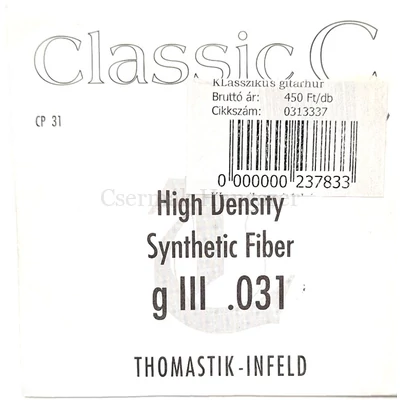 Classic C
CP 31
Klasszikus gitárhúr
Bruttó ár: 450 Ft/db
Cikkszám: 0313337
0 000000 237833
High Density
Synthetic Fiber
g III .031
THOMASTIK-INFELD